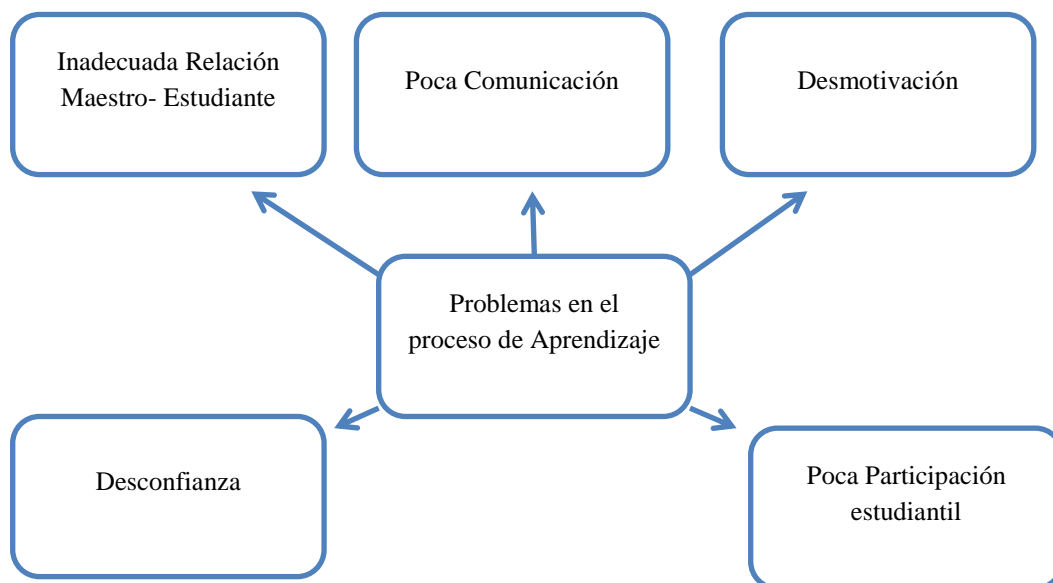 Inadecuada Relación
Maestro- Estudiante
Poca Comunicación
Desmotivación
Problemas en el
proceso de Aprendizaje
Desconfianza
Poca Participación
estudiantil